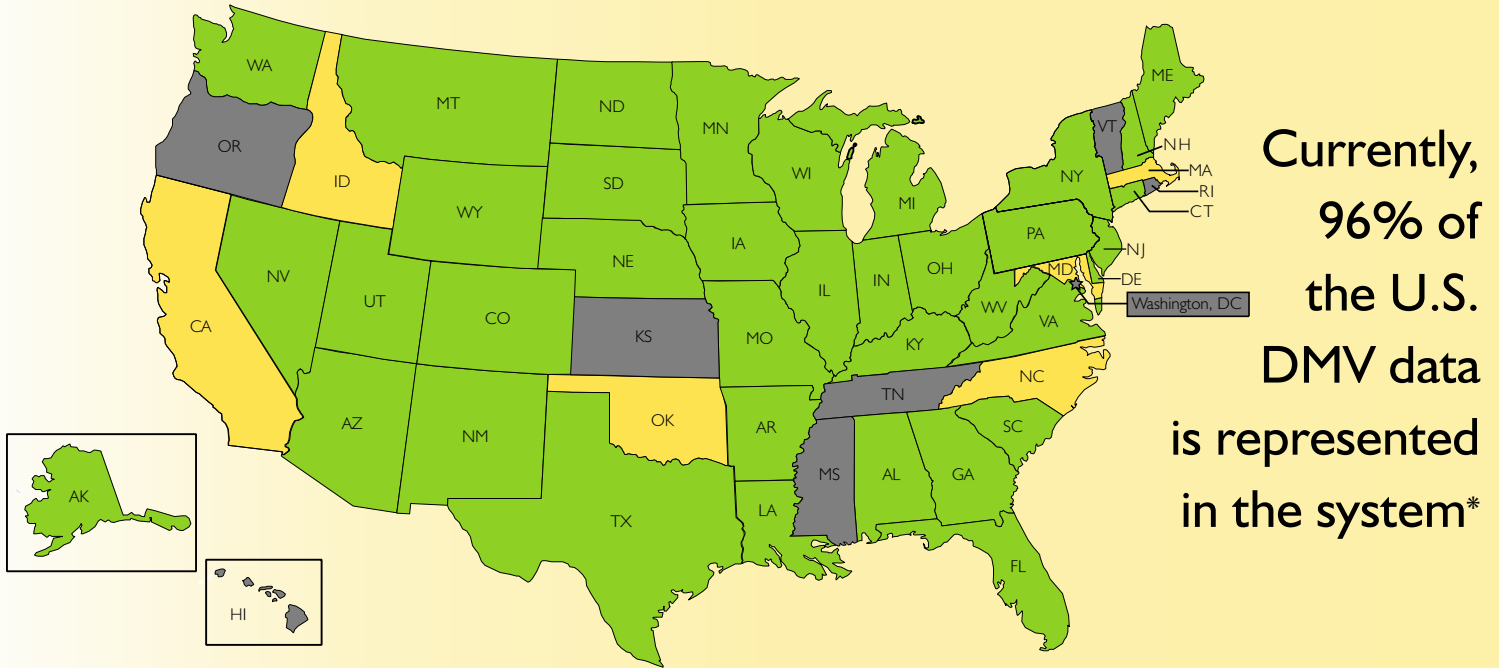 WA
MT
ND
MN
ME
OR
ID
SD
WI
MI
NY
VT
NH
MA
RI
CT
WY
IA
PA
NJ
NV
UT
CO
NE
IL
IN
OH
MD
DE
Washington, DC
CA
KS
MO
KY
WV
VA
AZ
NM
OK
AR
TN
NC
SC
TX
LA
MS
AL
GA
FL
AK
HI
Currently,
96% of
the U.S.
DMV data
is represented
in the system*